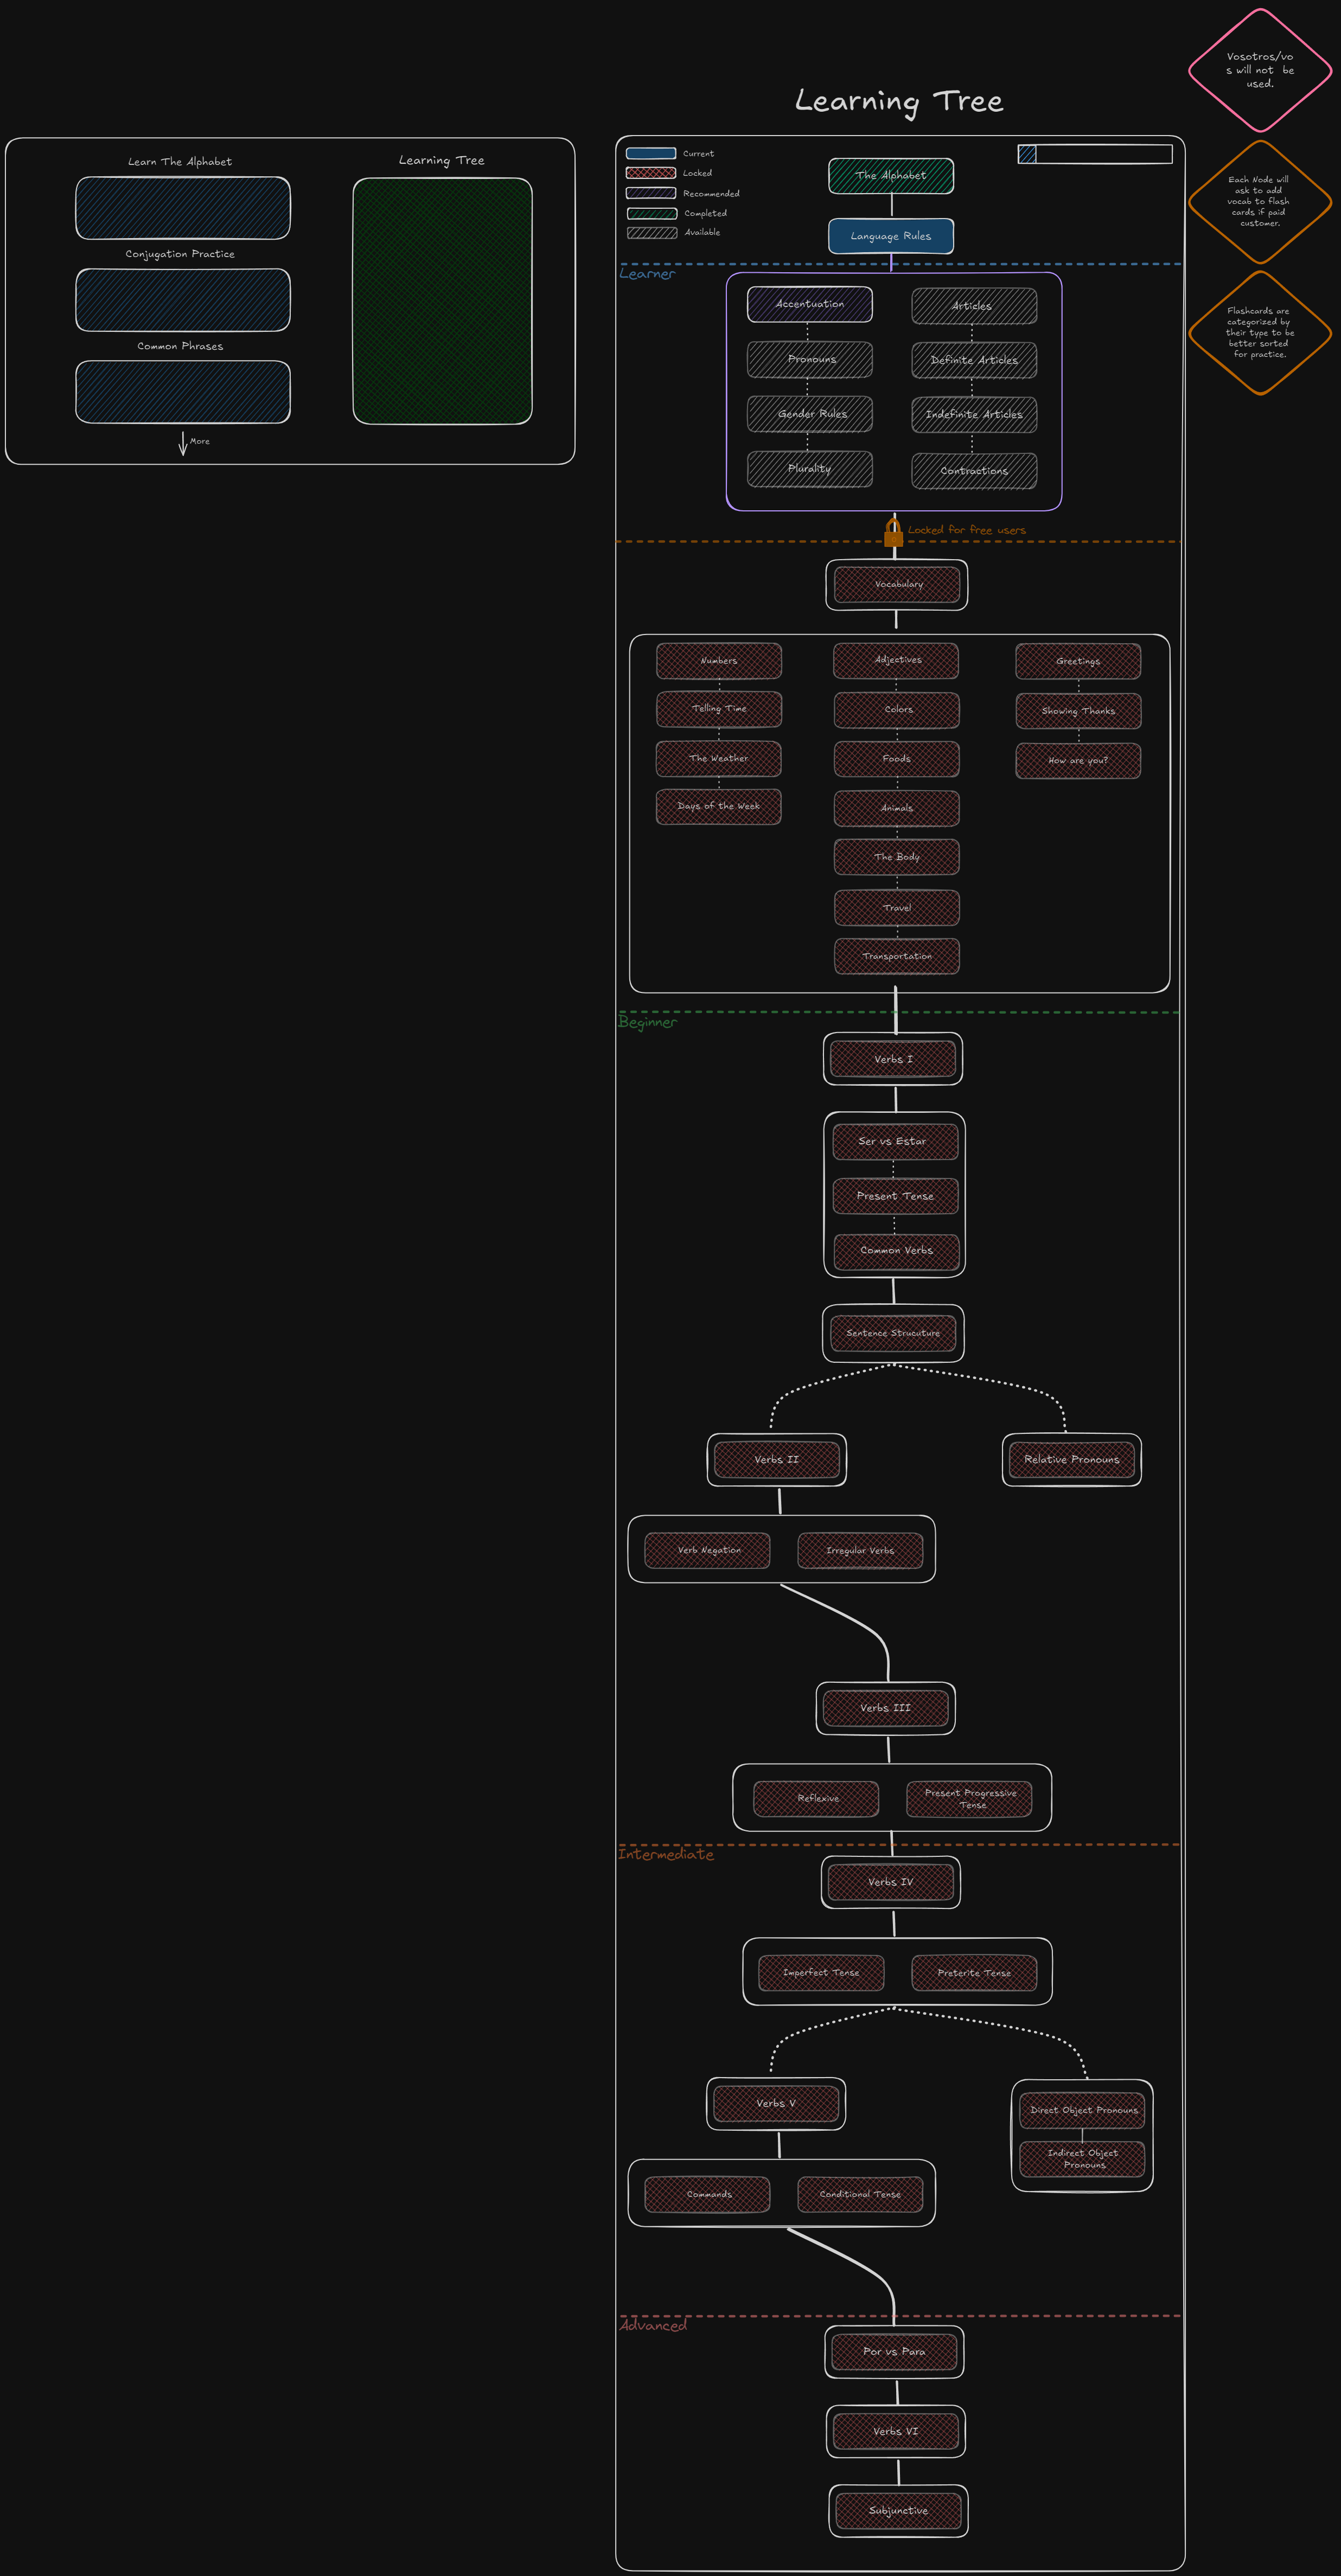 Vosotros/vo
s will not be
used.
Learning Tree
Learn The Alphabet
Learning Tree
Conjugation Practice
Common Phrases
More
Current
Locked
Recommended
Completed
Available
The Alphabet
Language Rules
Each Node will
ask to add
vocab to flash
cards if paid
customer.
Learner
Accentuation
Articles
Pronouns
Definite Articles
Gender Rules
Indefinite Articles
Plurality
Contractions
Flashcards are
categorized by
their type to be
better sorted
for practice.
Locked for free users
Vocabulary
Numbers
Adjectives
Greetings
Telling Time
Colors
Showing Thanks
The Weather
Foods
How are you?
Days of the Week
Animals
The Body
Travel
Transportation
Beginner
Verbs I
Ser vs Estar
Present Tense
Common Verbs
Sentence Strucuture
Verbs II
Relative Pronouns
Verb Negation
Irregular Verbs
Verbs III
Reflexive
Present Progressive
Tense
Intermediate
Verbs IV
Imperfect Tense
Preterite Tense
Verbs V
Direct Object Pronouns
Indirect Object
Pronouns
Commands
Conditional Tense
Advanced
Por vs Para
Verbs VI
Subjunctive